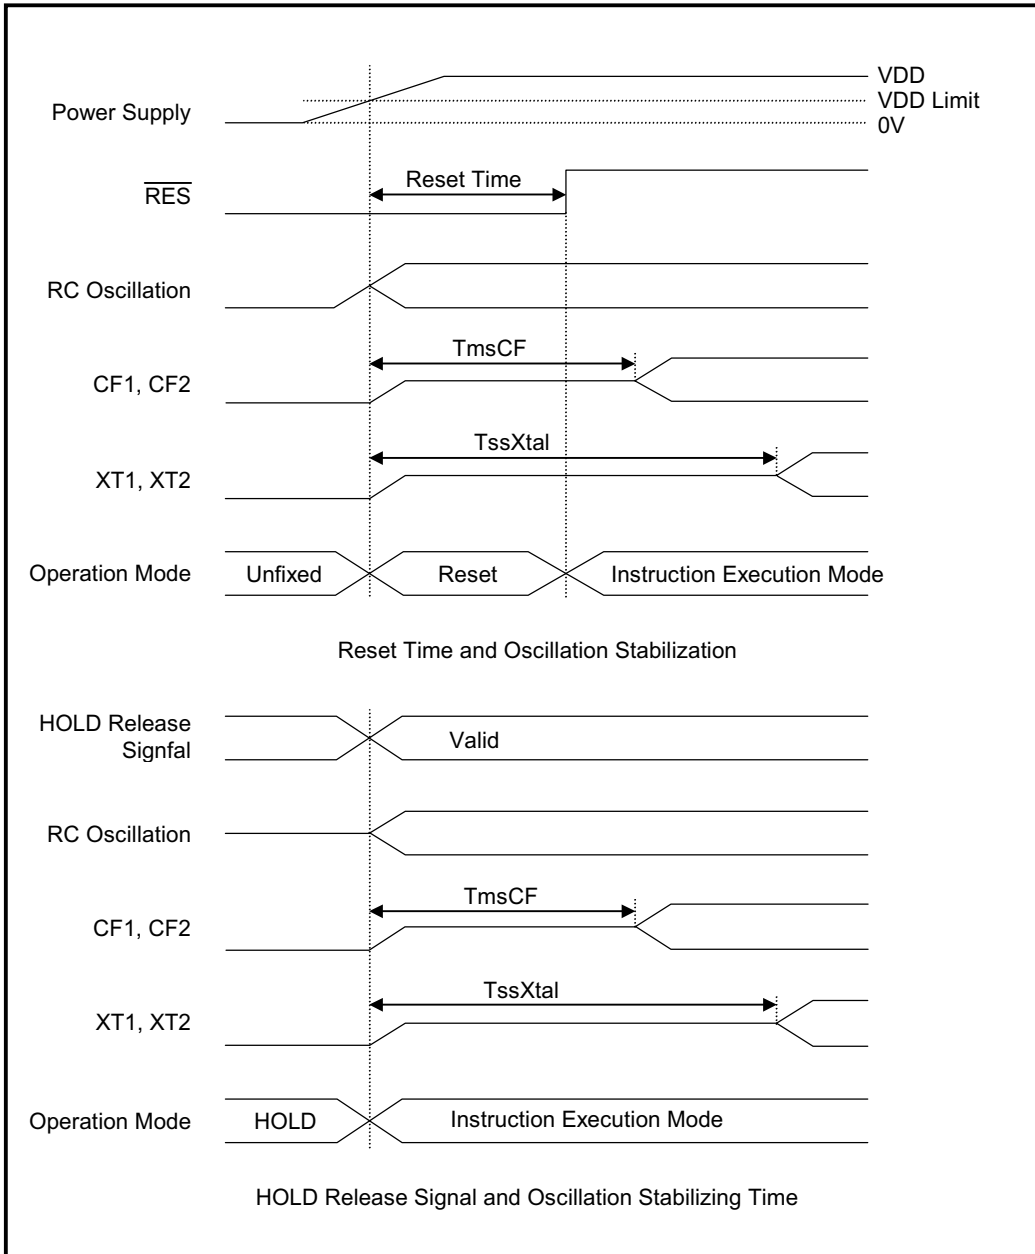 VDD
Power Supply
VDD Limit
0V
RES
Reset Time
RC Oscillation
TmsCF
CF1, CF2
TssXtal
XT1, XT2
Operation Mode
Unfixed
Reset
Instruction Execution Mode
Reset Time and Oscillation Stabilization
HOLD Release
Signfal
Valid
RC Oscillation
TmsCF
CF1, CF2
TssXtal
XT1, XT2
Operation Mode
HOLD
Instruction Execution Mode
HOLD Release Signal and Oscillation Stabilizing Time